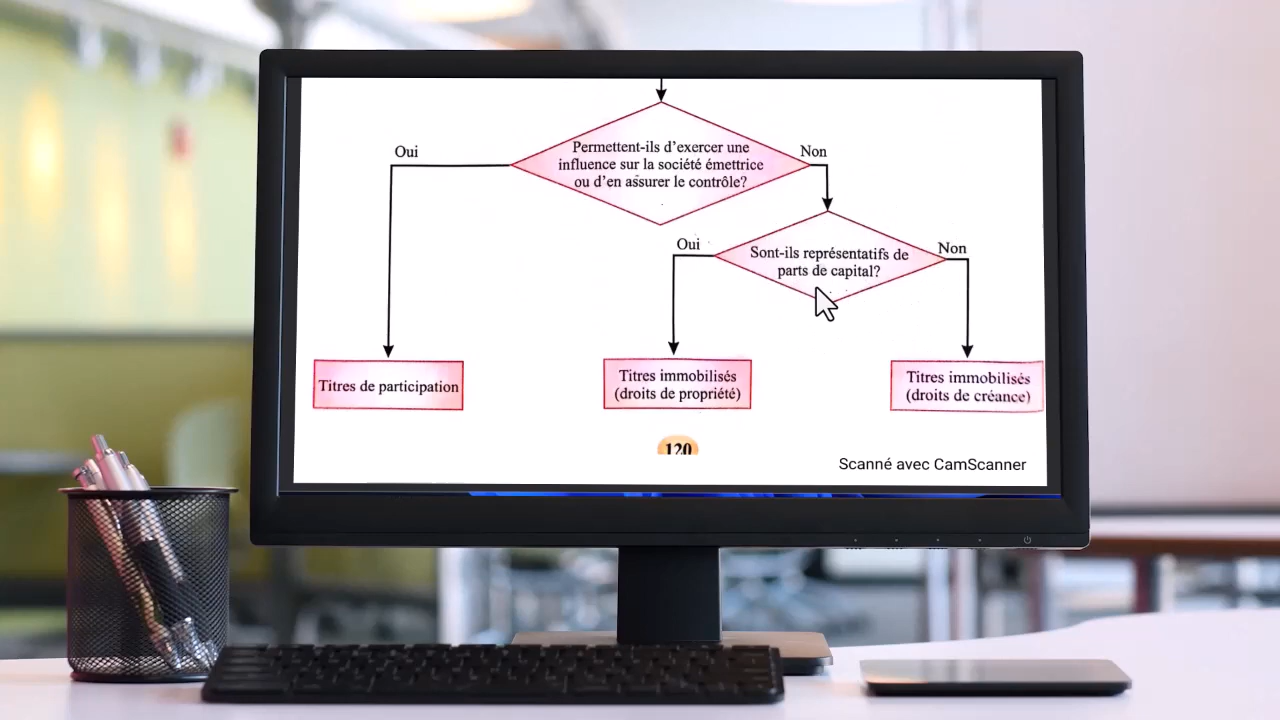 Permettent-ils d'exercer une
influence sur la société émettrice
ou d'en assurer le contrôle?
Oui
Non
Sont-ils représentatifs de
parts de capital?
Oui
Non
Titres de participation
Titres immobilisés
(droits de propriété)
Titres immobilisés
(droits de créance)
120
Scanné avec CamScanner